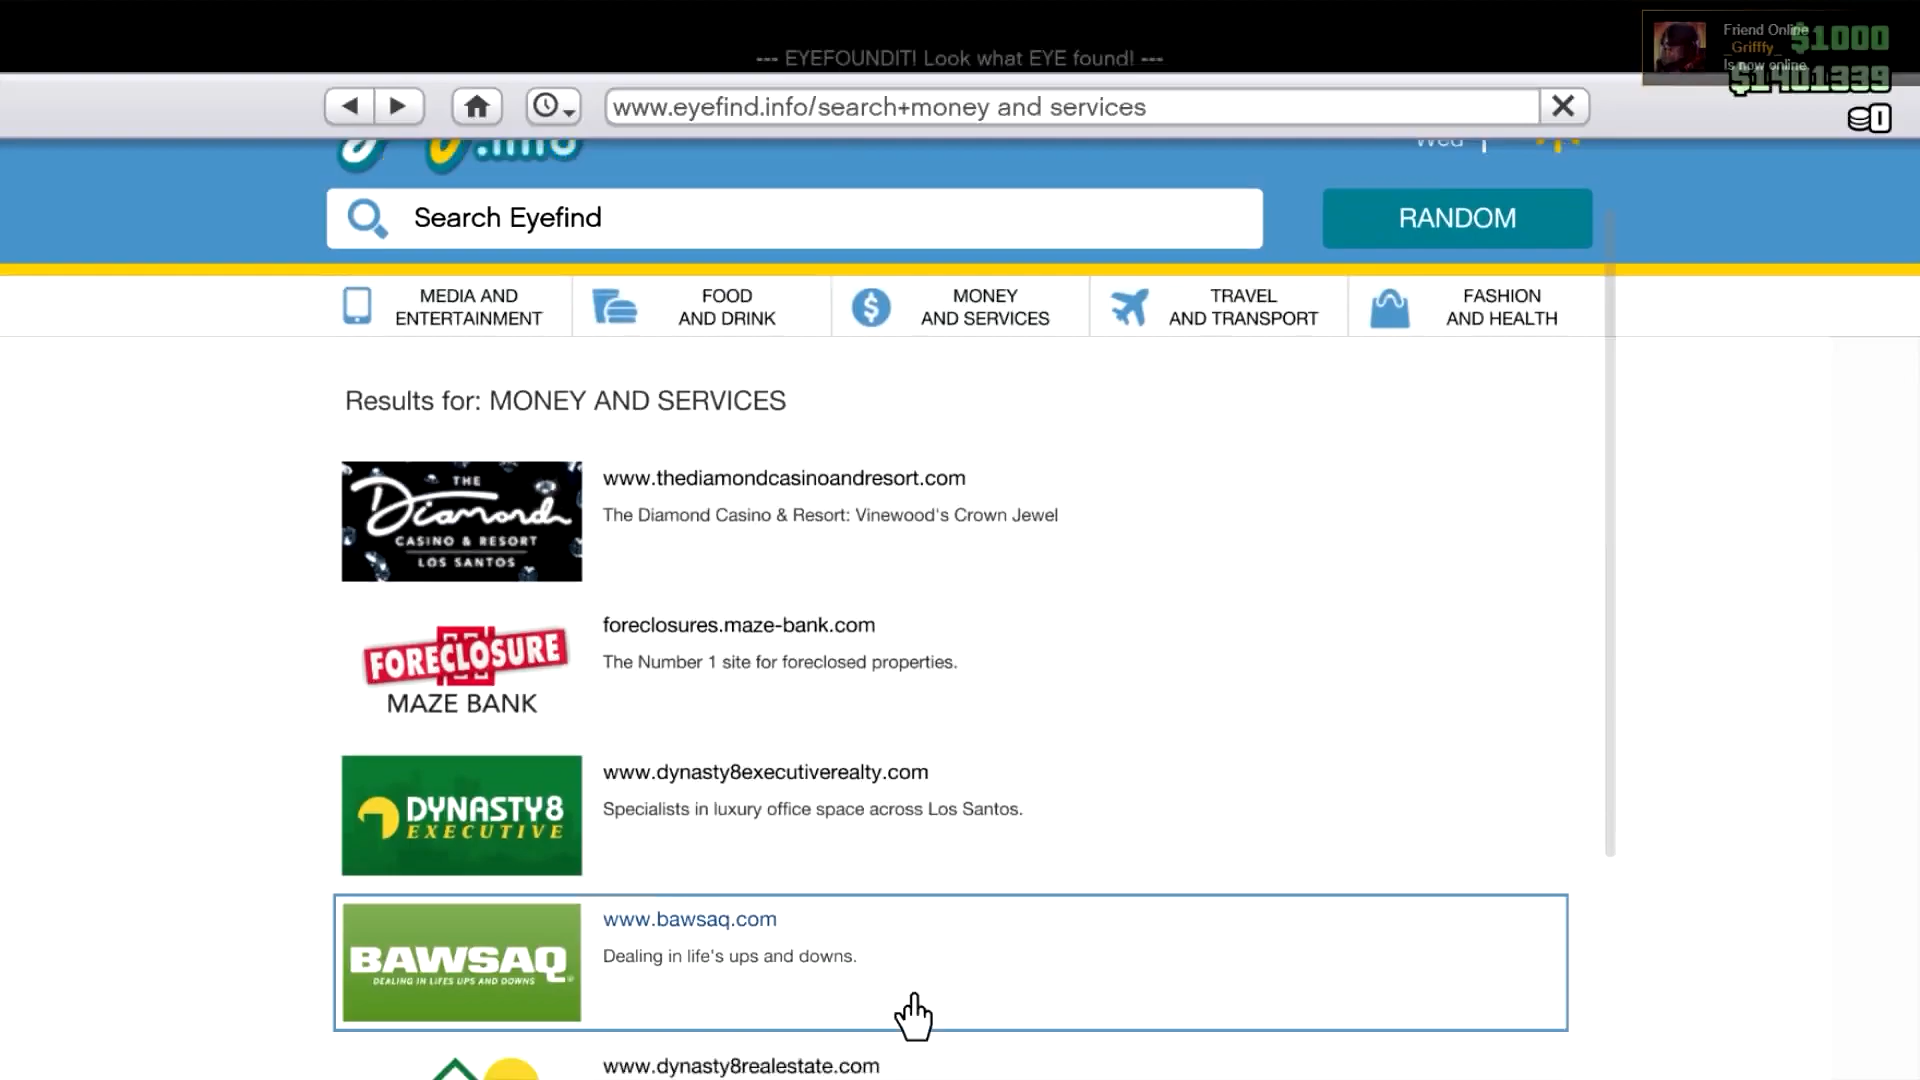 --- EYEFOUNDIT! Look what EYE found! ---
Friend Online
_Grifffy_
Is now online.
$1000
$1401339
1
www.eyefind.info/search+money and services
.info
Wed
Search Eyefind
RANDOM
MEDIA AND
ENTERTAINMENT
FOOD
AND DRINK
MONEY
AND SERVICES
TRAVEL
AND TRANSPORT
FASHION
AND HEALTH
Results for: MONEY AND SERVICES
THE
Diamond
CASINO & RESORT
LOS SANTOS
www.thediamondcasinoandresort.com
The Diamond Casino & Resort: Vinewood's Crown Jewel
FORECLOSURE
MAZE BANK
foreclosures.maze-bank.com
The Number 1 site for foreclosed properties.
DYNASTY8
EXECUTIVE
www.dynasty8executiverealty.com
Specialists in luxury office space across Los Santos.
BAWSAQ
DEALING IN LIFES UPS AND DOWNS
www.bawsaq.com
Dealing in life's ups and downs.
www.dynasty8realestate.com